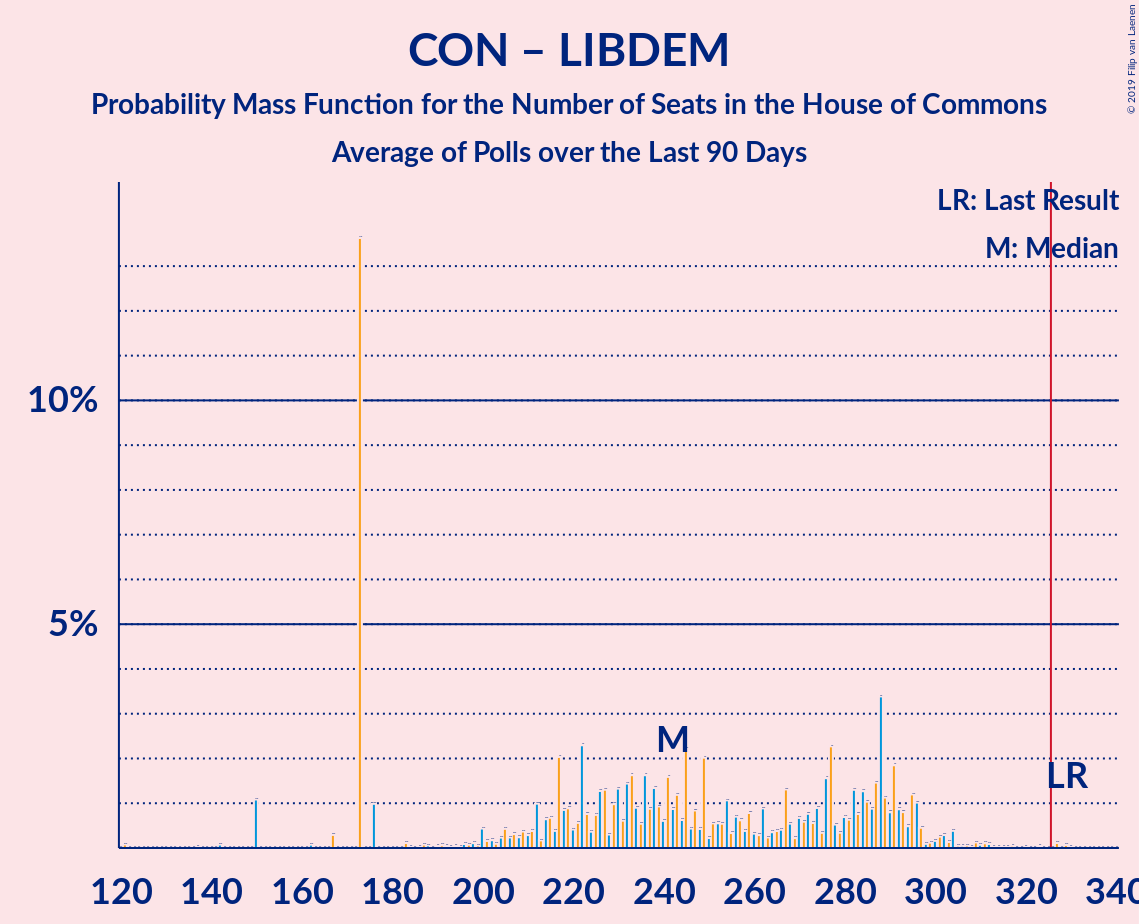 CON – LIBDEM
Probability Mass Function for the Number of Seats in the House of Commons
Average of Polls over the Last 90 Days
© 2019 Filip van Laenen
LR: Last Result
M: Median
10%
5%
M
LR
120 140 160 180 200 220 240 260 280 300 320 340